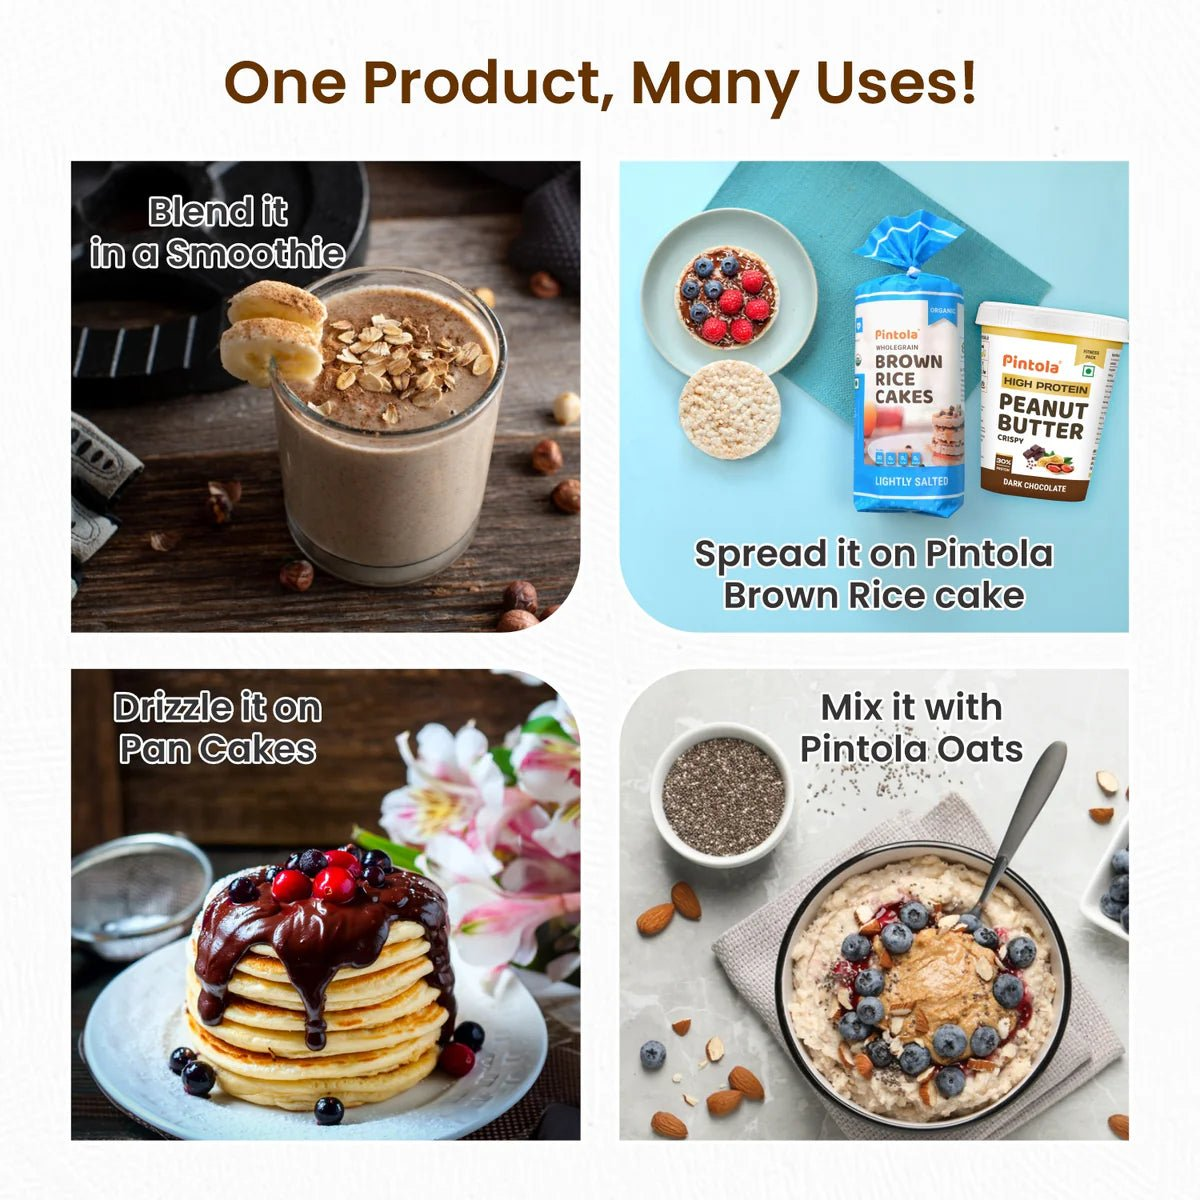 One Product, Many Uses!
Blend it
in a Smoothie
ORGANIC
Pintola
WHOLEGRAIN
BROWN
RICE
CAKES
LIGHTLY SALTED
FITNESS
PACK
Pintola
HIGH PROTEIN
PEANUT
BUTTER
CRISPY
30%
PROTEIN
DARK CHOCOLATE
Spread it on Pintola
Brown Rice cake
Drizzle it on
Pan Cakes
Mix it with
Pintola Oats